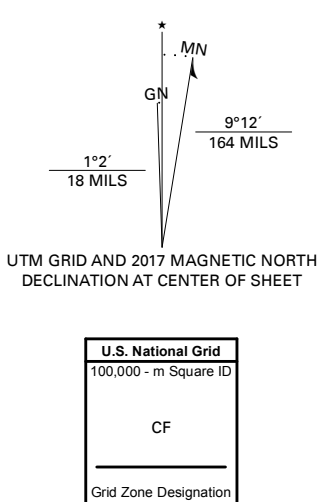 ★
MN
GN
9°12´
164 MILS
1°2´
18 MILS
UTM GRID AND 2017 MAGNETIC NORTH
DECLINATION AT CENTER OF SHEET
U.S. National Grid
100,000 - m Square ID
CF
Grid Zone Designation